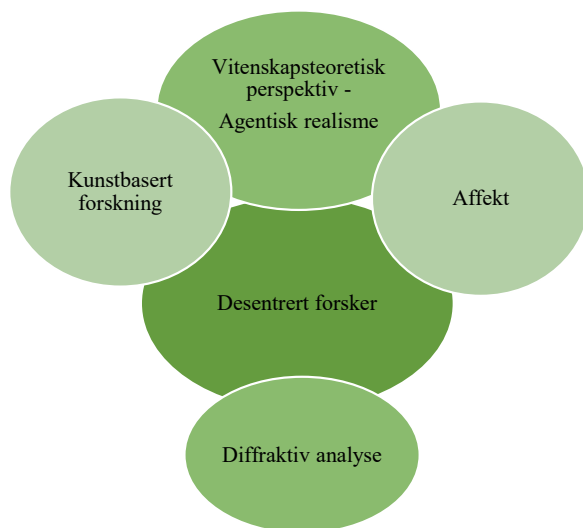 Vitenskapsteoretisk
perspektiv -
Agentisk realisme
Kunstbasert
forskning
Affekt
Desentrert forsker
Diffraktiv analyse